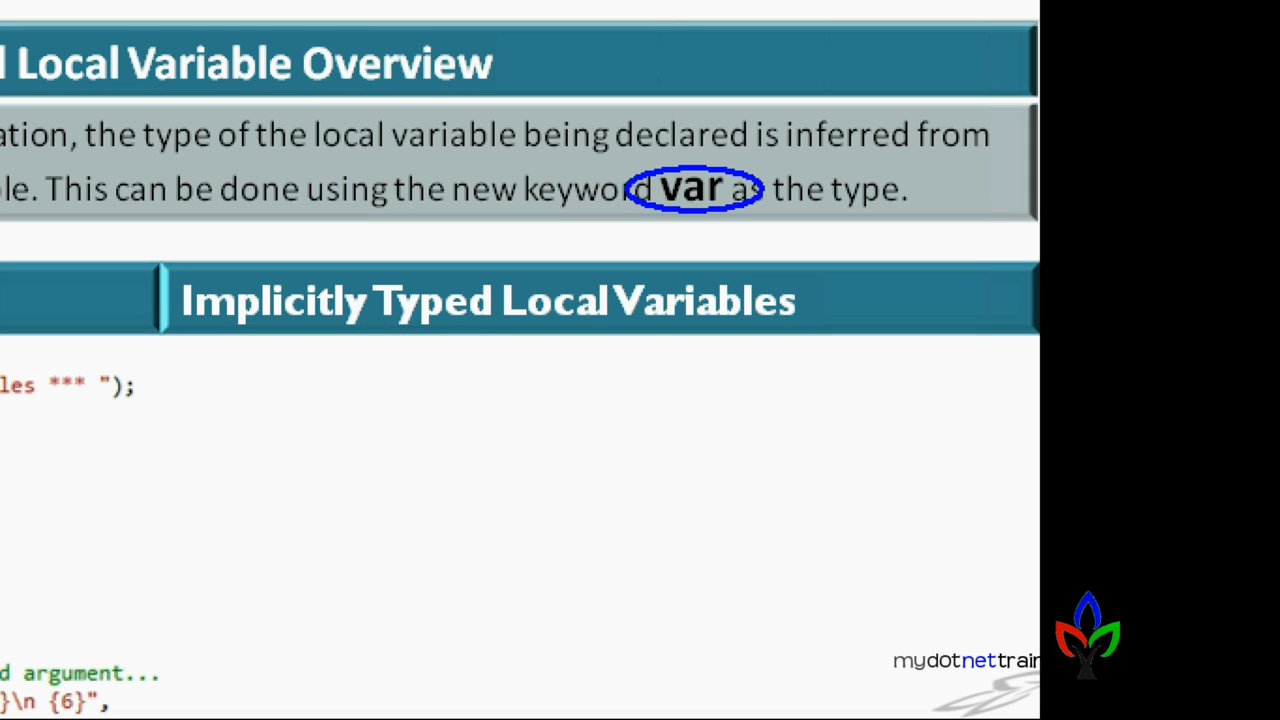 Local Variable Overview
ation, the type of the local variable being declared is inferred from
le. This can be done using the new keyword var as the type.
Implicitly Typed Local Variables
les *** ");
d argument...
}\n {6}",
mydotnettrain